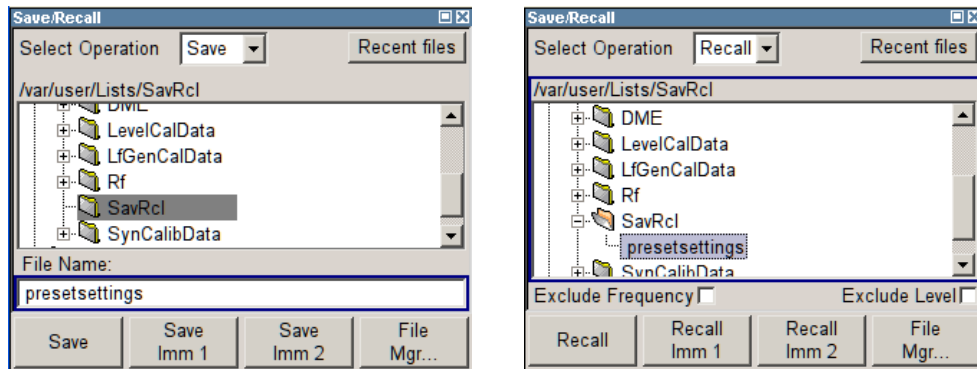 Save/Recall
Select Operation Save Recent files
/var/user/Lists/SavRcl
DME
LevelCalData
LfGenCalData
Rf
SavRcl
SynCalibData
File Name:
presetsettings
Save Save Imm 1 Save Imm 2 File Mgr...
Save/Recall
Select Operation Recall Recent files
/var/user/Lists/SavRcl
DME
LevelCalData
LfGenCalData
Rf
SavRcl
presetsettings
SynCalibData
Exclude Frequency Exclude Level
Recall Recall Imm 1 Recall Imm 2 File Mgr...